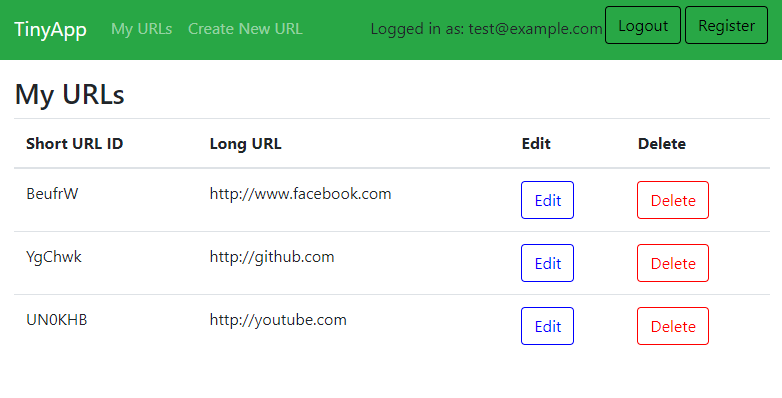 TinyApp My URLs Create New URL Logged in as: test@example.com Logout Register
My URLs
Short URL ID Long URL Edit Delete
BeufrW http://www.facebook.com Edit Delete
YgChwk http://github.com Edit Delete
UN0KHB http://youtube.com Edit Delete